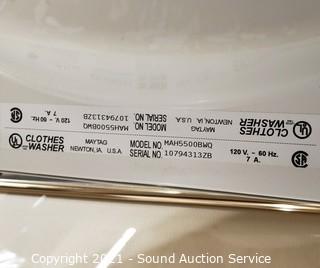 CLOTHES WASHER
MAYTAG
NEWTON, IA. U.S.A.
MODEL NO. MAH5500BWQ
SERIAL NO. 10794313ZB
120 V. ~ 60 Hz.
7 A.
UL CLOTHES WASHER
MAYTAG
NEWTON, IA. U.S.A.
MODEL NO. MAH5500BWQ
SERIAL NO. 10794313ZB
120 V. ~ 60 Hz.
7 A.
Copyright 2021 - Sound Auction Service